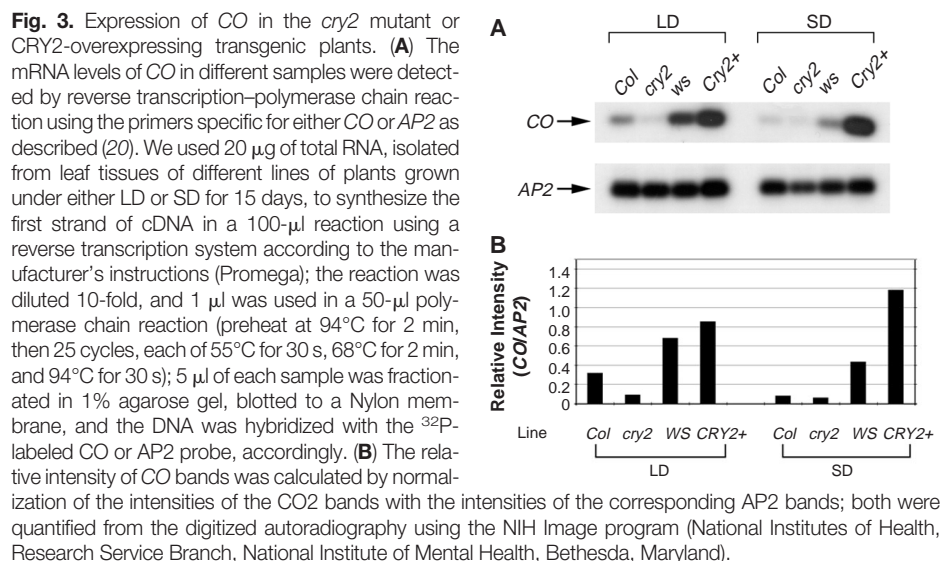 Fig. 3. Expression of CO in the cry2 mutant or
CRY2-overexpressing transgenic plants. (A) The
mRNA levels of CO in different samples were detect-
ed by reverse transcription–polymerase chain reac-
tion using the primers specific for either CO or AP2 as
described (20). We used 20 μg of total RNA, isolated
from leaf tissues of different lines of plants grown
under either LD or SD for 15 days, to synthesize the
first strand of cDNA in a 100-μl reaction using a
reverse transcription system according to the man-
ufacturer's instructions (Promega); the reaction was
diluted 10-fold, and 1 μl was used in a 50-μl poly-
merase chain reaction (preheat at 94°C for 2 min,
then 25 cycles, each of 55°C for 30 s, 68°C for 2 min,
and 94°C for 30 s); 5 μl of each sample was fraction-
ated in 1% agarose gel, blotted to a Nylon mem-
brane, and the DNA was hybridized with the ³²P-
labeled CO or AP2 probe, accordingly. (B) The rela-
tive intensity of CO bands was calculated by normal-
ization of the intensities of the CO2 bands with the intensities of the corresponding AP2 bands; both were
quantified from the digitized autoradiography using the NIH Image program (National Institutes of Health,
Research Service Branch, National Institute of Mental Health, Bethesda, Maryland).
A
LD SD
Col cry2 ws Cry2+ Col cry2 ws Cry2+
CO
AP2
B
Relative Intensity
(CO/AP2)
1.4
1.2
1.0
0.8
0.6
0.4
0.2
0
Line Col cry2 WS CRY2+ Col cry2 WS CRY2+
LD SD